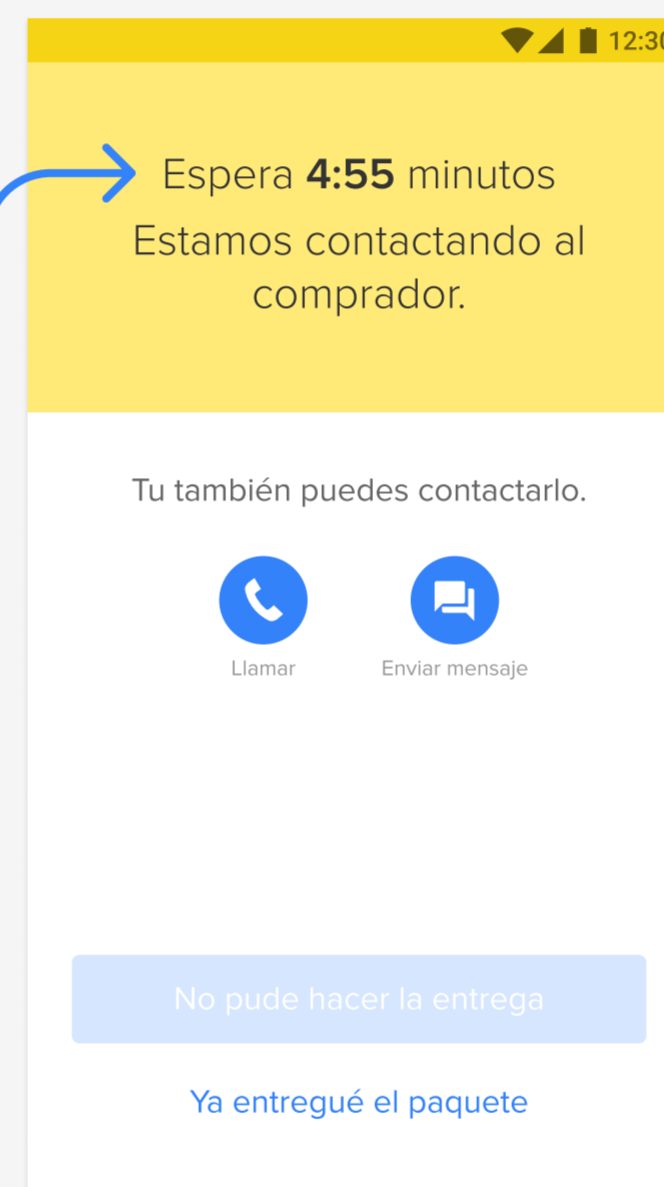 12:30
Espera 4:55 minutos
Estamos contactando al
comprador.
Tu también puedes contactarlo.
Llamar
Enviar mensaje
No pude hacer la entrega
Ya entregué el paquete